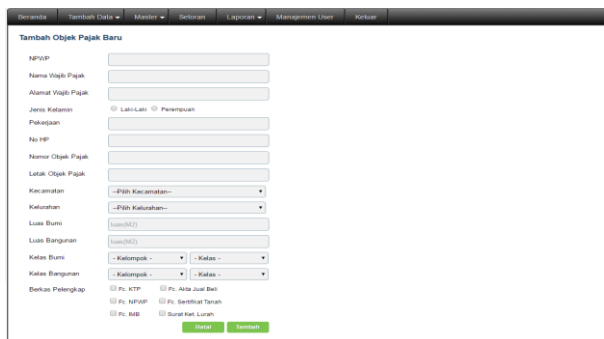 Beranda Tambah Data Master Setoran Laporan Manajemen User Keluar
Tambah Objek Pajak Baru
NPWP
Nama Wajib Pajak
Alamat Wajib Pajak
Jenis Kelamin Laki-Laki Perempuan
Pekerjaan
No HP
Nomor Objek Pajak
Letak Objek Pajak
Kecamatan --Pilih Kecamatan--
Kelurahan --Pilih Kelurahan--
Luas Bumi luas(M2)
Luas Bangunan luas(M2)
Kelas Bumi - Kelompok - - Kelas -
Kelas Bangunan - Kelompok - - Kelas -
Berkas Pelengkap Fc. KTP Fc. Akta Jual Beli
Fc. NPWP Fc. Sertifikat Tanah
Fc. IMB Surat Ket. Lurah
Batal Tambah